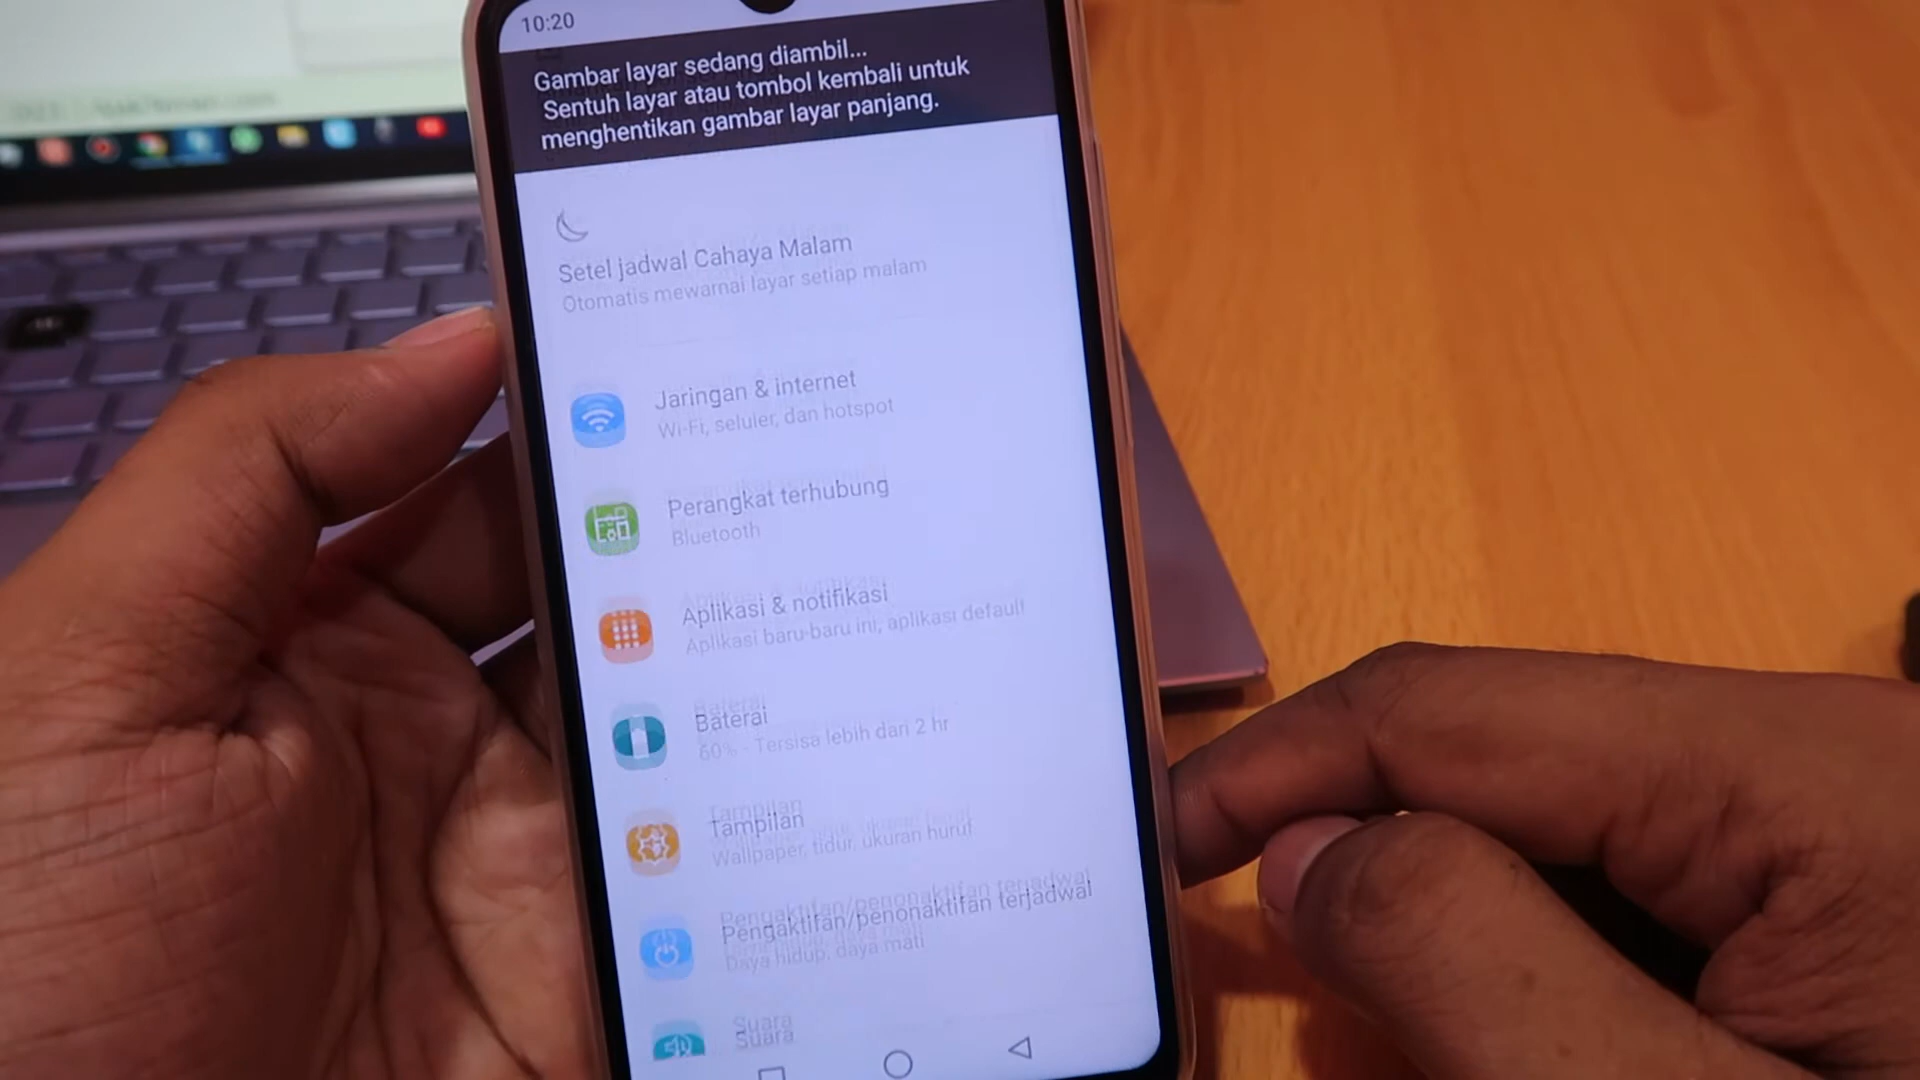 10:20
Gambar layar sedang diambil...
Sentuh layar atau tombol kembali untuk
menghentikan gambar layar panjang.
Setel jadwal Cahaya Malam
Otomatis mewarnai layar setiap malam
Jaringan & internet
Wi-Fi, seluler, dan hotspot
Perangkat terhubung
Bluetooth
Aplikasi & notifikasi
Aplikasi baru-baru ini, aplikasi default
Baterai
60% - Tersisa lebih dari 2 hr
Tampilan
Wallpaper, tidur, ukuran huruf
Pengaktifan/penonaktifan terjadwal
Daya hidup, daya mati
Suara